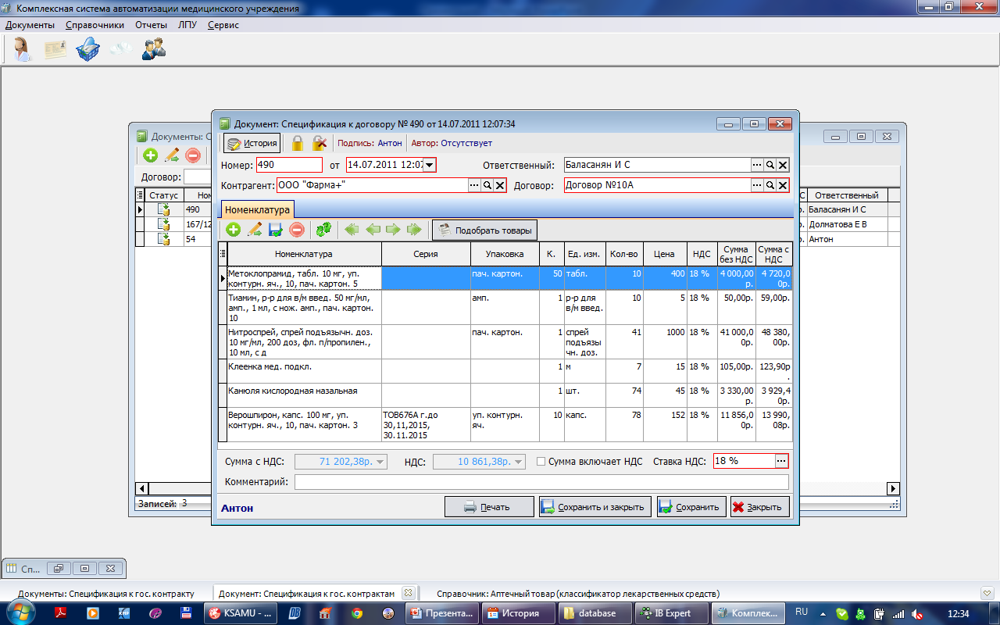 Комплексная система автоматизации медицинского учреждения
Документы Справочники Отчеты ЛПУ Сервис
Документы: С
Договор:
Статус Ном
490
167/12
54
С Ответственный
р. Баласанян И С
р. Долматова Е В
р. Антон
Записей: 3
Документ: Спецификация к договору № 490 от 14.07.2011 12:07:34
История Подпись: Антон Автор: Отсутствует
Номер: 490 от 14.07.2011 12:07 Ответственный: Баласанян И С
Контрагент: ООО "Фарма+" Договор: Договор №10А
Номенклатура
Подобрать товары
Номенклатура Серия Упаковка К. Ед. изм. Кол-во Цена НДС Сумма без НДС Сумма с НДС
Метоклопрамид, табл. 10 мг, уп. пач. картон. 50 табл. 10 400 18 % 4 000,00 4 720,0
контурн. яч., 10, пач. картон. 5 р. 0р.
Тиамин, р-р для в/м введ. 50 мг/мл, амп. 1 р-р для 10 5 18 % 50,00р. 59,00р.
амп., 1 мл, с нож. амп., пач. картон. в/м введ.
10
Нитроспрей, спрей подъязычн. доз. пач. картон. 1 спрей 41 1000 18 % 41 000,0 48 380,
10 мг/мл, 200 доз, фл. п/пропилен., подъязы 0р. 00р.
10 мл, с д чн. доз.
Клеенка мед. подкл. 1 м 7 15 18 % 105,00р. 123,90р
.
Канюля кислородная назальная 1 шт. 74 45 18 % 3 330,00 3 929,4
р. 0р.
Верошпирон, капс. 100 мг, уп. ТОВ676А г.до уп. контурн. 10 капс. 78 152 18 % 11 856,0 13 990,
контурн. яч., 10, пач. картон. 3 30,11,2015, яч. 0р. 08р.
30.11.2015
Сумма с НДС: 71 202,38р. НДС: 10 861,38р. Сумма включает НДС Ставка НДС: 18 %
Комментарий:
Антон Печать Сохранить и закрыть Сохранить Закрыть
Сп...
Документы: Спецификация к гос. контракту Документ: Спецификация к гос. контрактам Справочник: Аптечный товар (классификатор лекарственных средств)
KSAMU - ... Презента... История database IB Expert Комплек... RU 12:34